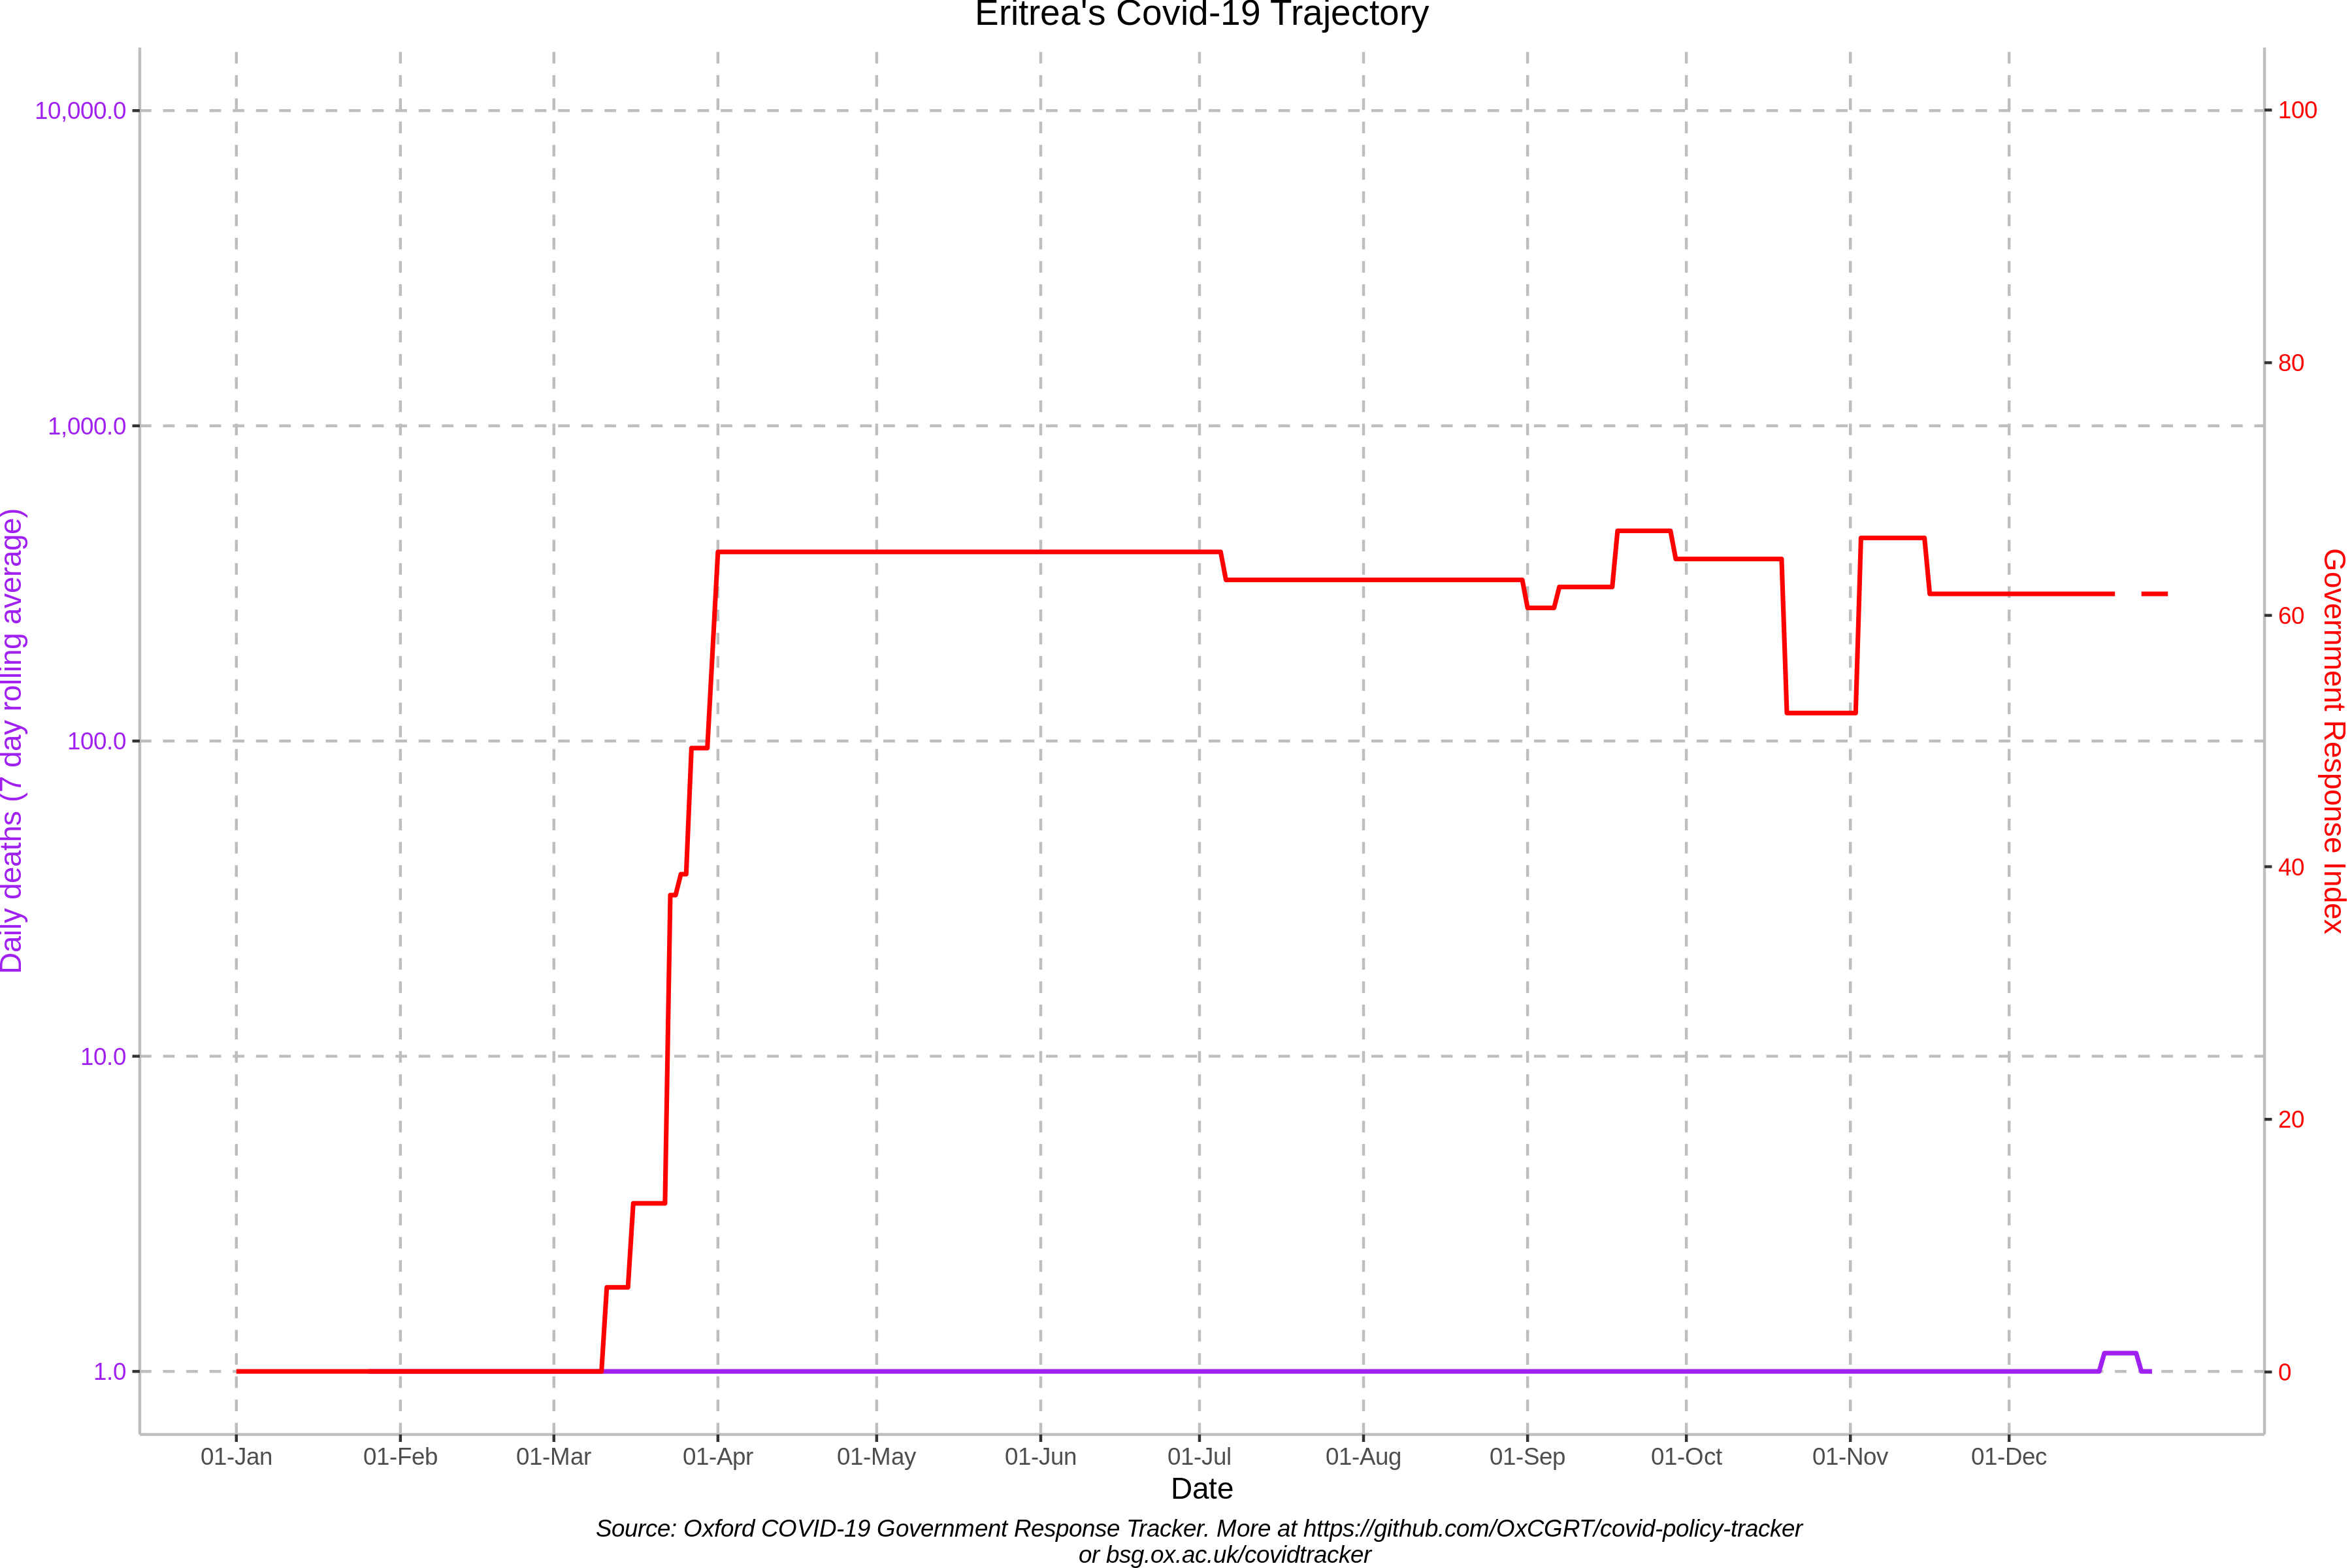 Eritrea's Covid-19 Trajectory
10,000.0
1,000.0
100.0
10.0
1.0
Daily deaths (7 day rolling average)
100
80
60
40
20
0
Government Response Index
01-Jan 01-Feb 01-Mar 01-Apr 01-May 01-Jun 01-Jul 01-Aug 01-Sep 01-Oct 01-Nov 01-Dec
Date
Source: Oxford COVID-19 Government Response Tracker. More at https://github.com/OxCGRT/covid-policy-tracker
or bsg.ox.ac.uk/covidtracker